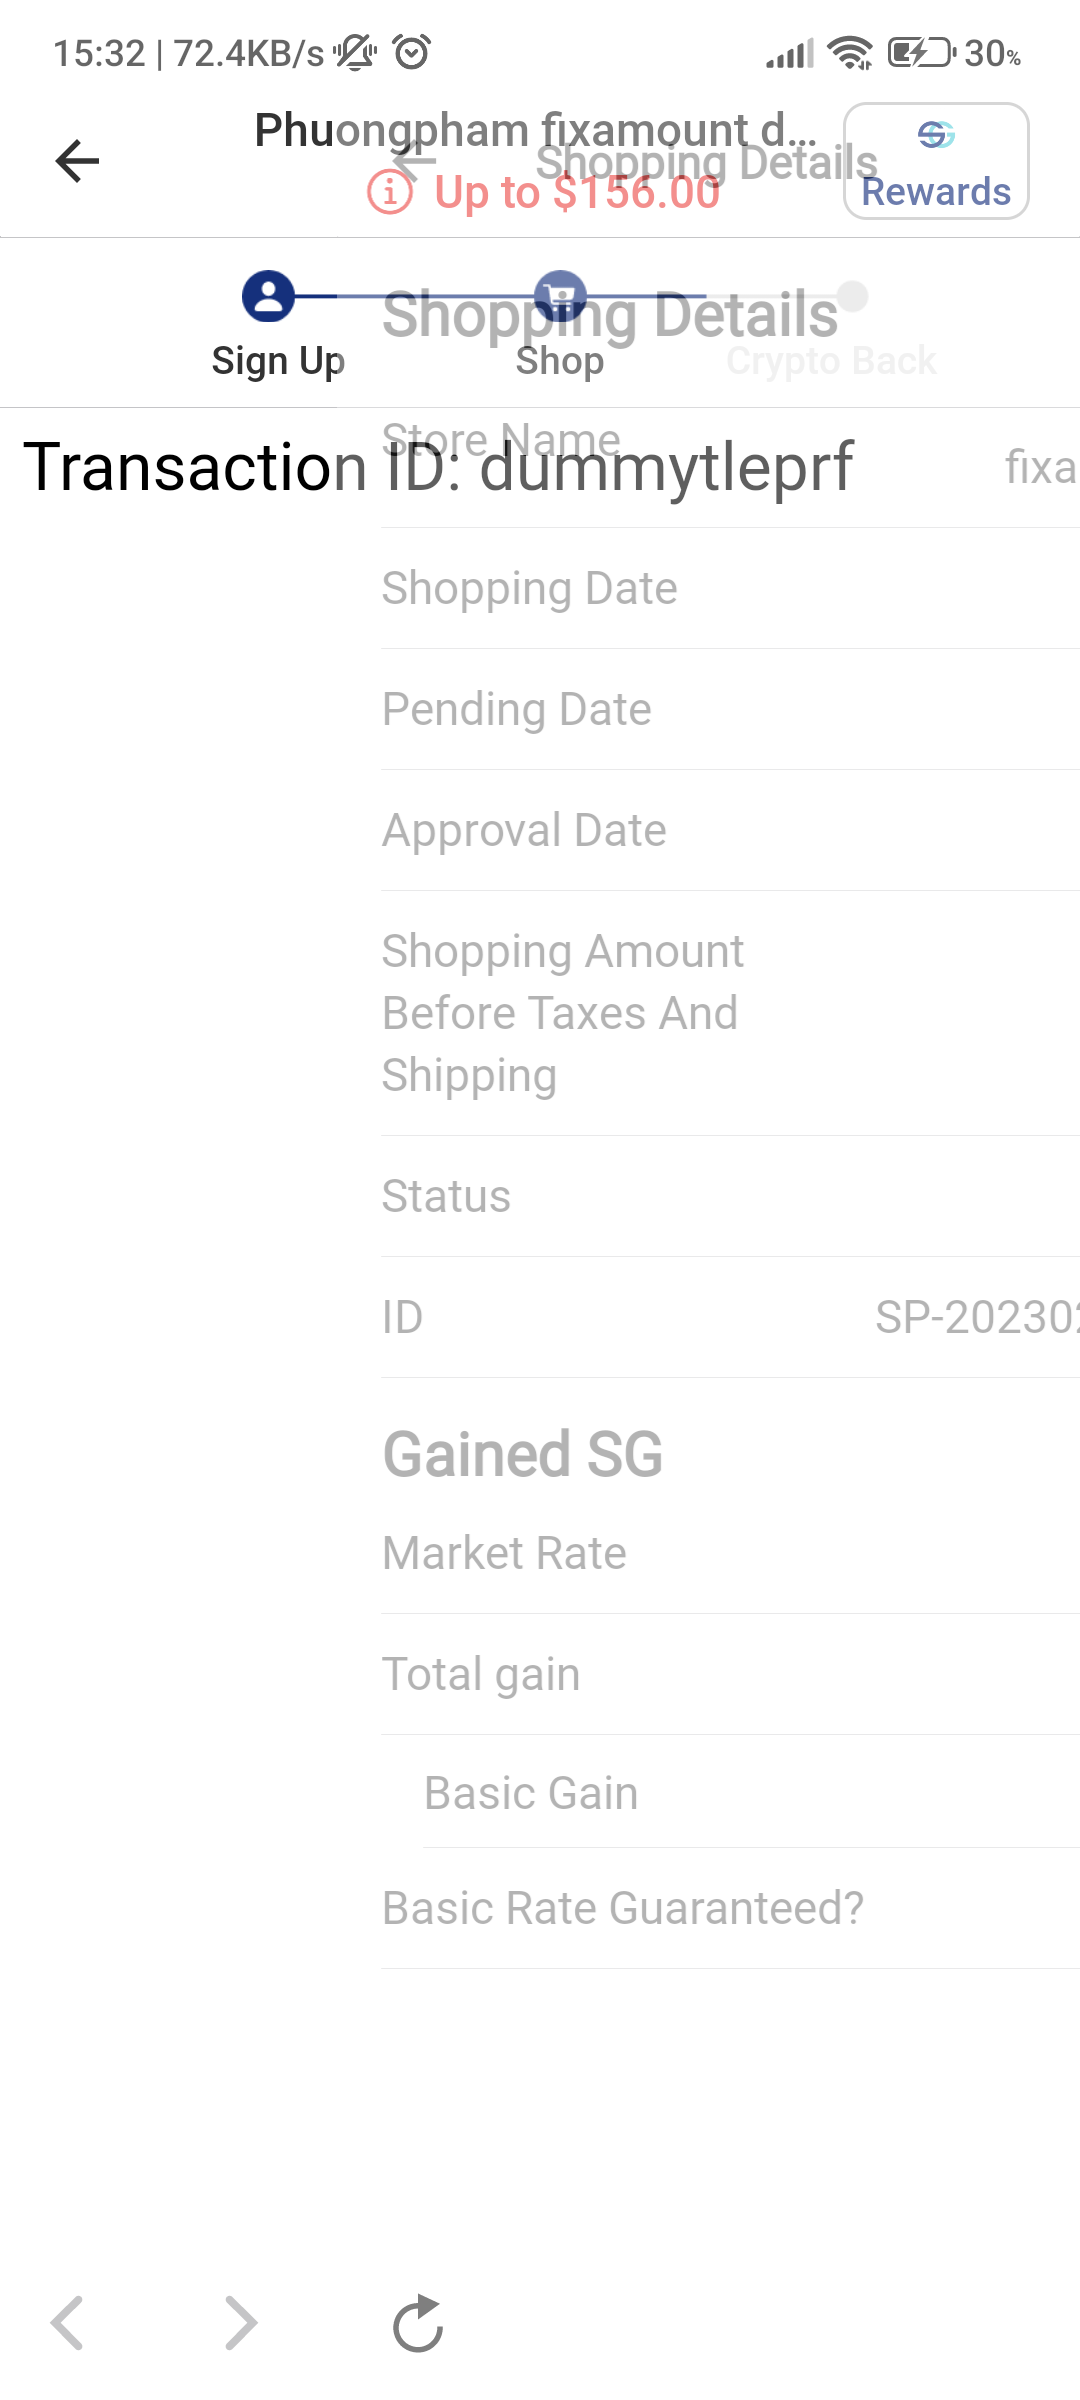 15:32 | 72.4KB/s
30%
Phuongpham fixamount d...
Shopping Details
Up to $156.00
Rewards
Shopping Details
Sign Up
Shop
Crypto Back
Store Name
Transaction ID: dummytleprf
fixa
Shopping Date
Pending Date
Approval Date
Shopping Amount
Before Taxes And
Shipping
Status
ID
SP-202302
Gained SG
Market Rate
Total gain
Basic Gain
Basic Rate Guaranteed?